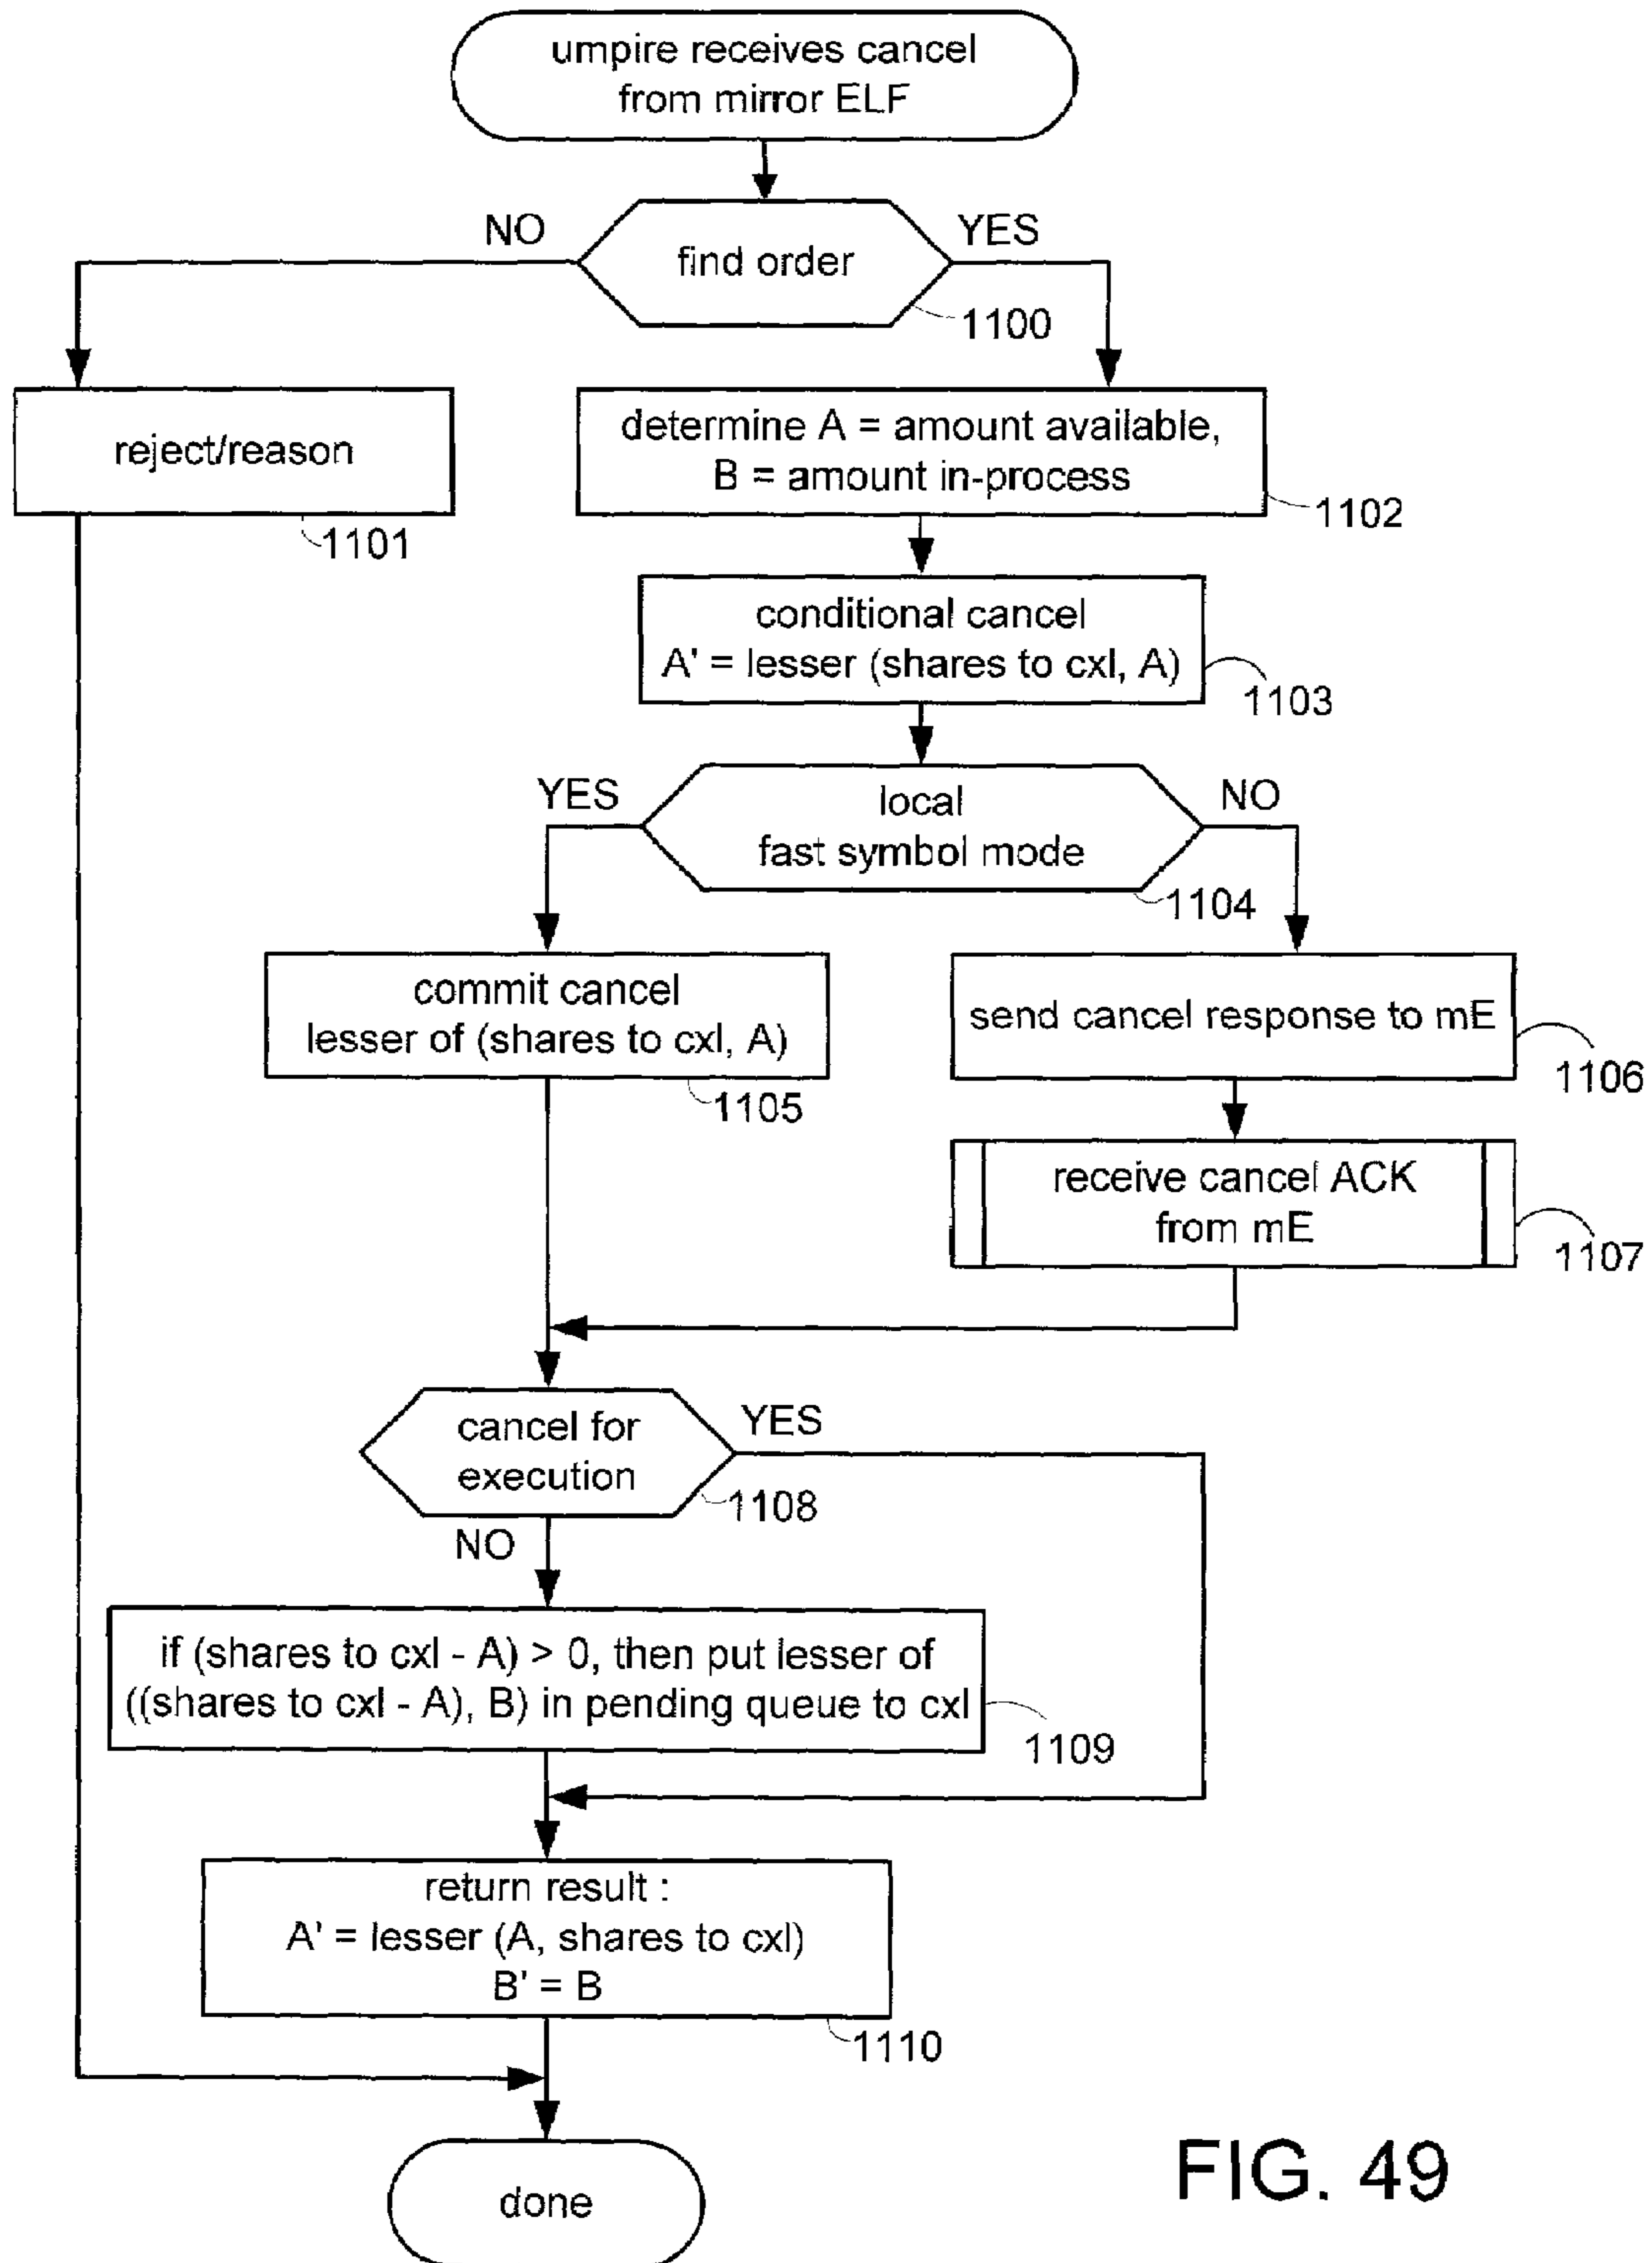 umpire receives cancel
from mirror ELF
NO
YES
find order
1100
reject/reason
1101
determine A = amount available,
B = amount in-process
1102
conditional cancel
A' = lesser (shares to cxl, A)
1103
YES
NO
local
fast symbol mode
1104
commit cancel
lesser of (shares to cxl, A)
1105
send cancel response to mE
1106
receive cancel ACK
from mE
1107
cancel for
execution
YES
1108
NO
if (shares to cxl - A) > 0, then put lesser of
((shares to cxl - A), B) in pending queue to cxl
1109
return result :
A' = lesser (A, shares to cxl)
B' = B
1110
done
FIG. 49